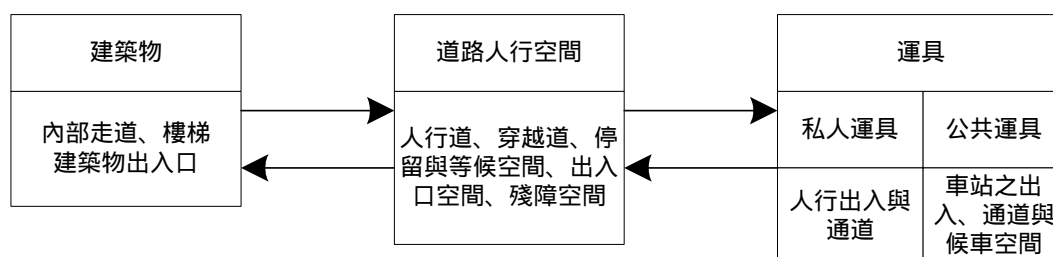 建築物
內部走道、樓梯
建築物出入口
道路人行空間
人行道、穿越道、停
留與等候空間、出入
口空間、殘障空間
運具
私人運具
公共運具
人行出入與
通道
車站之出
入、通道與
候車空間